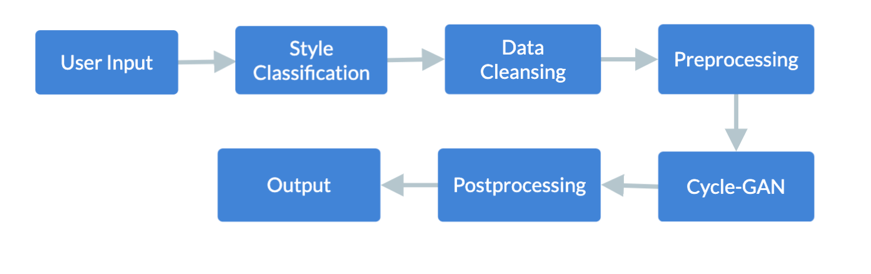 User Input
Style
Classification
Data
Cleansing
Preprocessing
Cycle-GAN
Postprocessing
Output